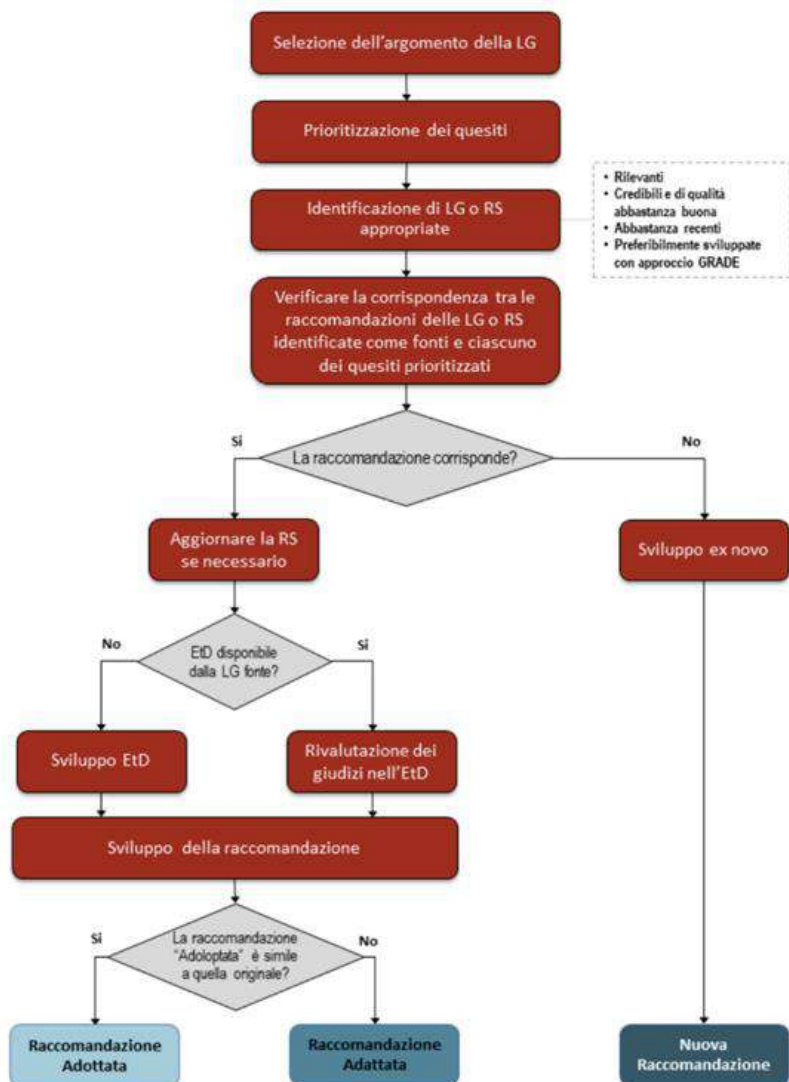 Selezione dell'argomento della LG
Prioritizzazione dei quesiti
Identificazione di LG o RS
appropriate
• Rilevanti
• Credibili e di qualità
abbastanza buona
• Abbastanza recenti
• Preferibilmente sviluppate
con approccio GRADE
Verificare la corrispondenza tra le
raccomandazioni delle LG o RS
identificate come fonti e ciascuno
dei quesiti prioritizzati
Si
No
La raccomandazione corrisponde?
Aggiornare la RS
se necessario
Sviluppo ex novo
No
Si
EtD disponibile
dalla LG fonte?
Sviluppo EtD
Rivalutazione dei
giudizi nell'EtD
Sviluppo della raccomandazione
Si
No
La raccomandazione
"Adoloptata" è simile
a quella originale?
Raccomandazione
Adottata
Raccomandazione
Adattata
Nuova
Raccomandazione